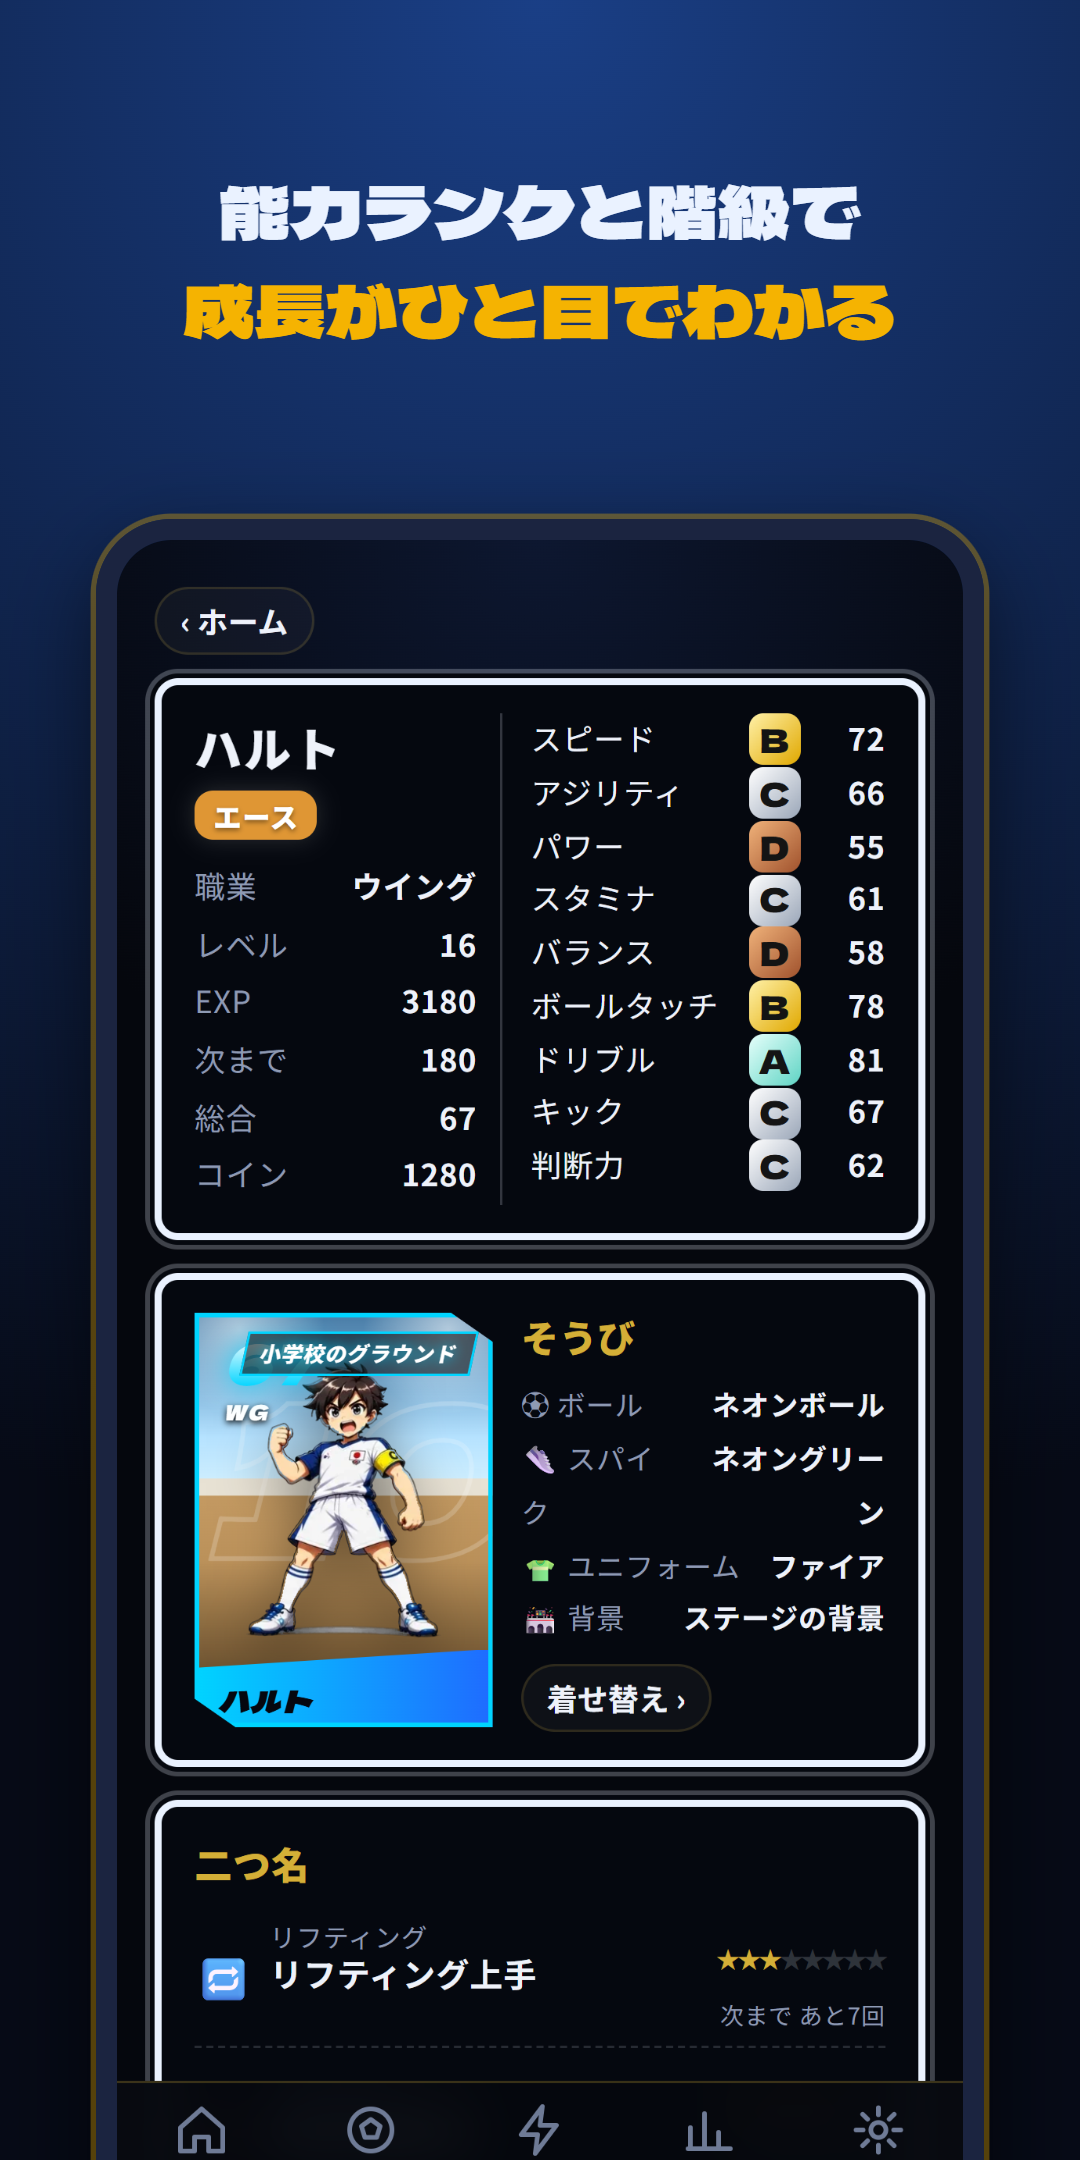 能力ランクと階級で
成長がひと目でわかる
‹ ホーム
ハルト
エース
職業 ウイング
レベル 16
EXP 3180
次まで 180
総合 67
コイン 1280
スピード B 72
アジリティ C 66
パワー D 55
スタミナ C 61
バランス D 58
ボールタッチ B 78
ドリブル A 81
キック C 67
判断力 C 62
小学校のグラウンド
WG
ハルト
そうび
ボール ネオンボール
スパイ ネオングリー
ク ン
ユニフォーム ファイア
背景 ステージの背景
着せ替え ›
二つ名
リフティング
リフティング上手
★★★★★★★★
次まで あと7回